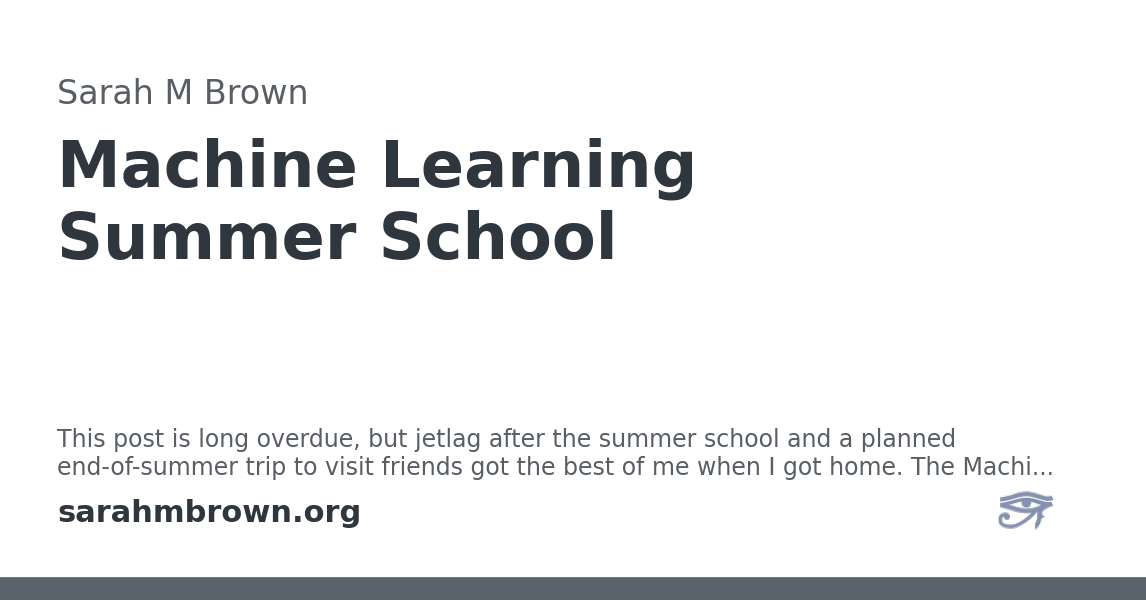 Sarah M Brown
Machine Learning
Summer School
This post is long overdue, but jetlag after the summer school and a planned
end-of-summer trip to visit friends got the best of me when I got home. The Machi...
sarahmbrown.org